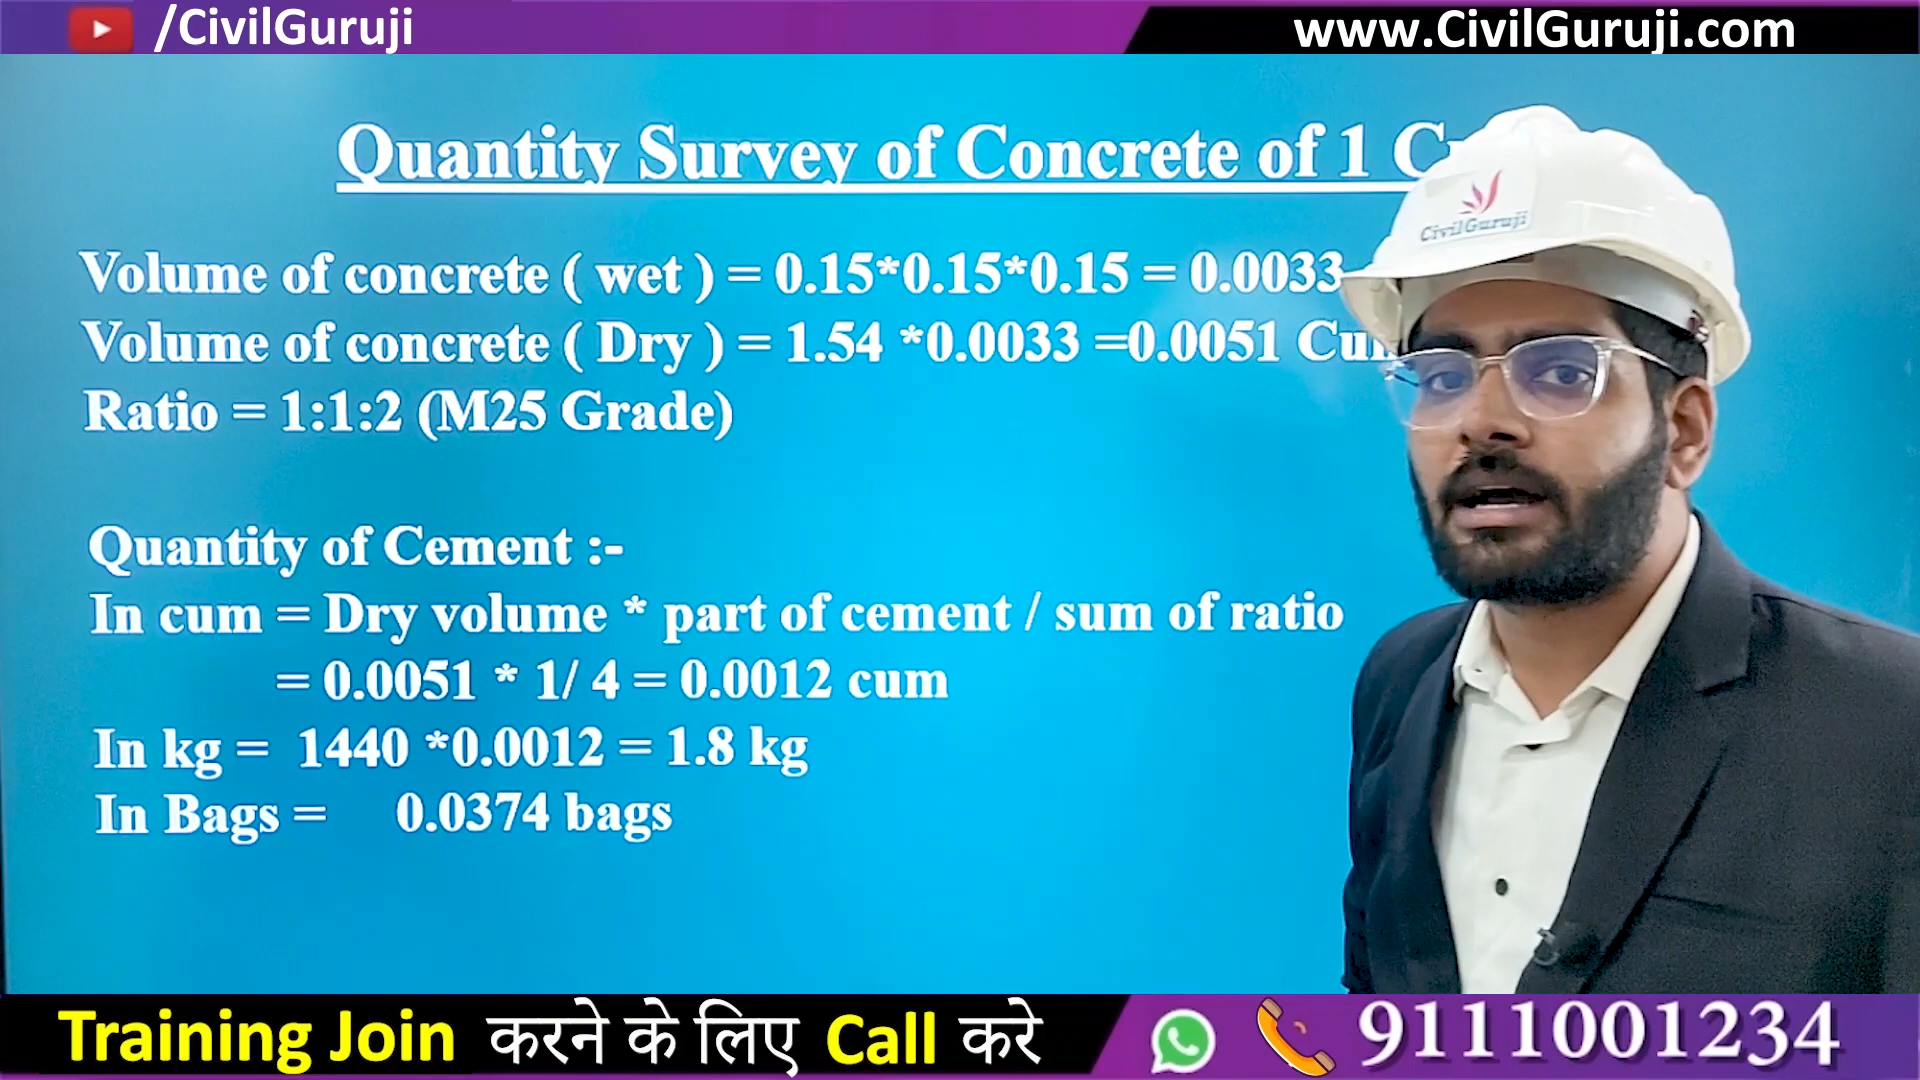 /CivilGuruji
www.CivilGuruji.com
Quantity Survey of Concrete of 1
CivilGuruji
Volume of concrete ( wet ) = 0.15*0.15*0.15 = 0.0033
Volume of concrete ( Dry ) = 1.54 *0.0033 =0.0051
Ratio = 1:1:2 (M25 Grade)
Quantity of Cement :-
In cum = Dry volume * part of cement / sum of ratio
= 0.0051 * 1/ 4 = 0.0012 cum
In kg = 1440 *0.0012 = 1.8 kg
In Bags = 0.0374 bags
Training Join करने के लिए Call करे
9111001234